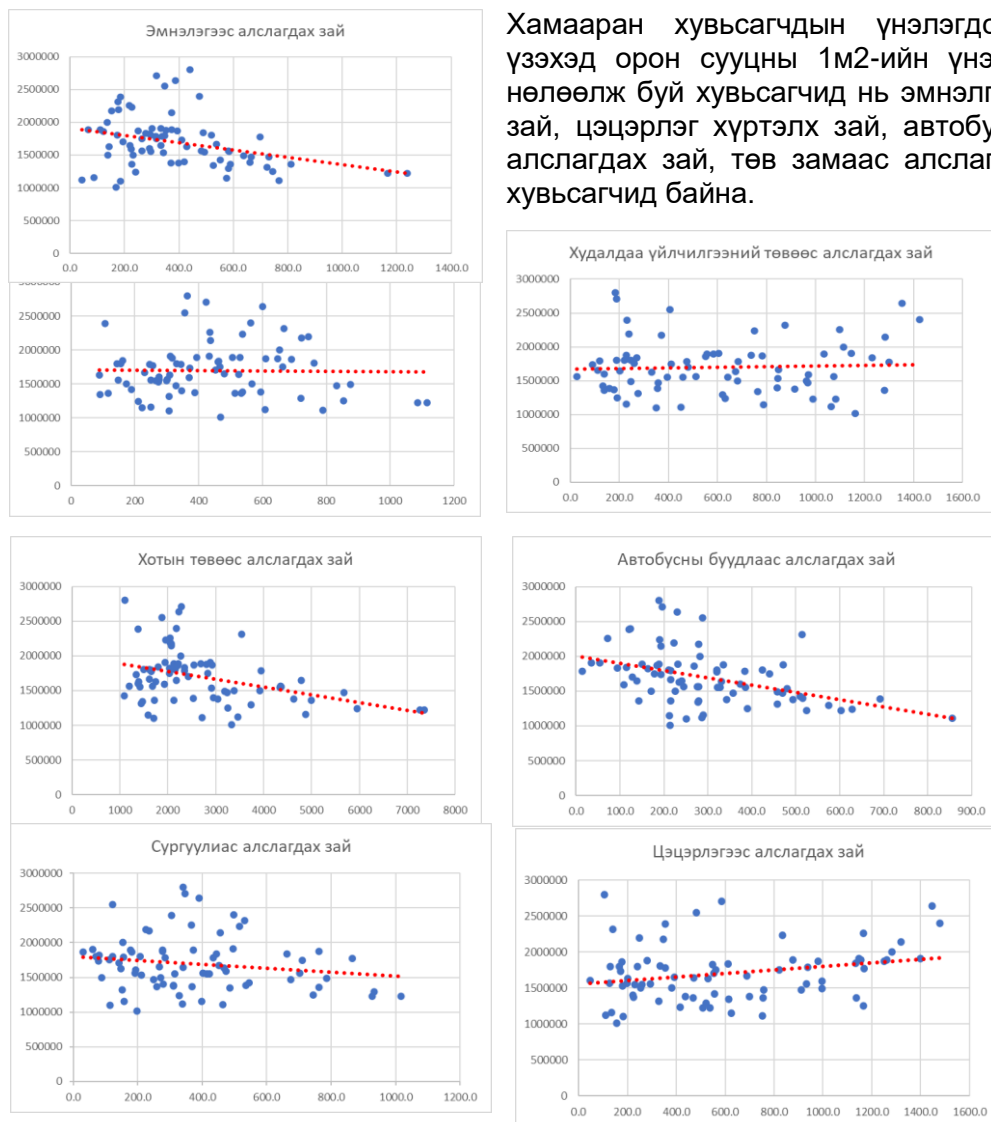 Эмнэлэгээс алслагдах зай
3000000
2500000
2000000
1500000
1000000
500000
0
0.0 200.0 400.0 600.0 800.0 1000.0 1200.0 1400.0
Хамааран хувьсагчдын
үзэхэд орон сууцны 1м2-ийн
нөлөөлж буй хувьсагчид нь
зай, цэцэрлэг хүртэлх зай,
алслагдах зай, төв замаас
хувьсагчид байна.
2500000
2000000
1500000
1000000
500000
0
0 200 400 600 800 1000 1200
Худалдаа үйлчилгээний төвөөс алслагдах зай
3000000
2500000
2000000
1500000
1000000
500000
0
0.0 200.0 400.0 600.0 800.0 1000.0 1200.0 1400.0 1600.0
Хотын төвөөс алслагдах зай
3000000
2500000
2000000
1500000
1000000
500000
0
0 1000 2000 3000 4000 5000 6000 7000 8000
Автобусны буудлаас алслагдах зай
3000000
2500000
2000000
1500000
1000000
500000
0
0.0 100.0 200.0 300.0 400.0 500.0 600.0 700.0 800.0 900.0
Сургуулиас алслагдах зай
3000000
2500000
2000000
1500000
1000000
500000
0
0.0 200.0 400.0 600.0 800.0 1000.0 1200.0
Цэцэрлэгээс алслагдах зай
3000000
2500000
2000000
1500000
1000000
500000
0
0.0 200.0 400.0 600.0 800.0 1000.0 1200.0 1400.0 1600.0